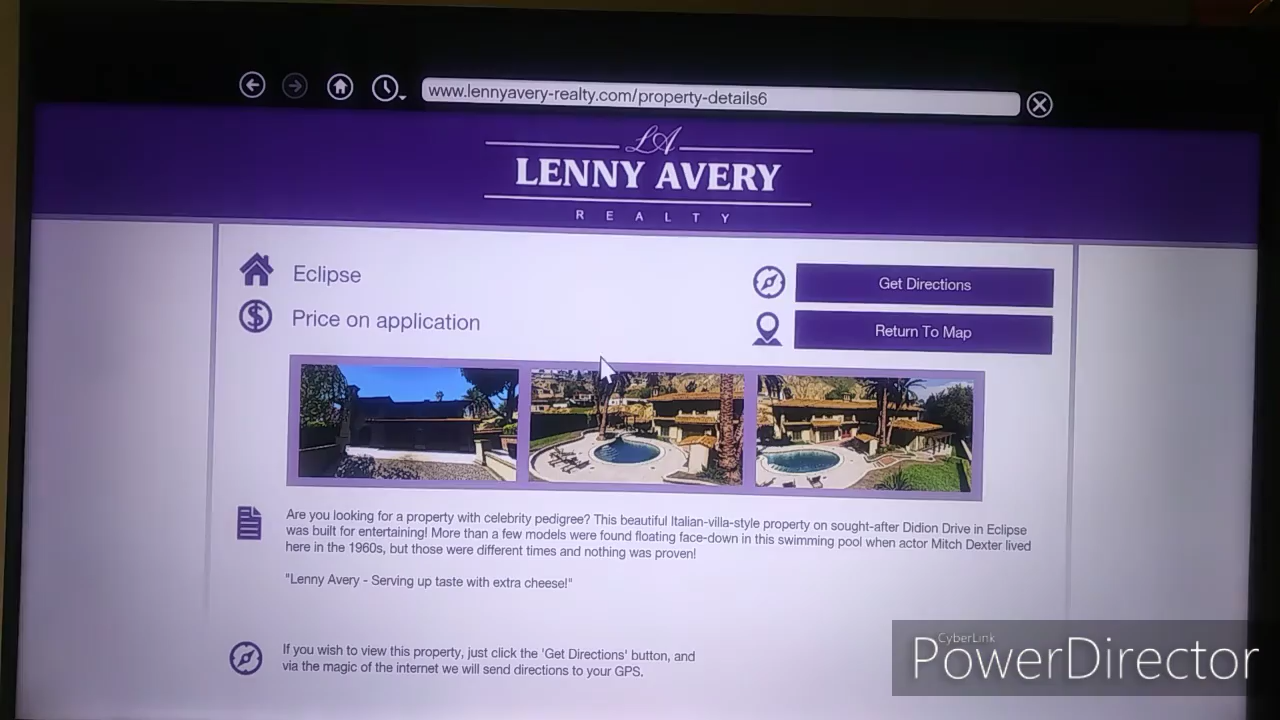 www.lennyavery-realty.com/property-details6
LA
LENNY AVERY
REALTY
Eclipse
Get Directions
Price on application
Return To Map
Are you looking for a property with celebrity pedigree? This beautiful Italian-villa-style property on sought-after Didion Drive in Eclipse
was built for entertaining! More than a few models were found floating face-down in this swimming pool when actor Mitch Dexter lived
here in the 1960s, but those were different times and nothing was proven!
"Lenny Avery - Serving up taste with extra cheese!"
If you wish to view this property, just click the 'Get Directions' button, and
via the magic of the internet we will send directions to your GPS.
CyberLink
PowerDirector